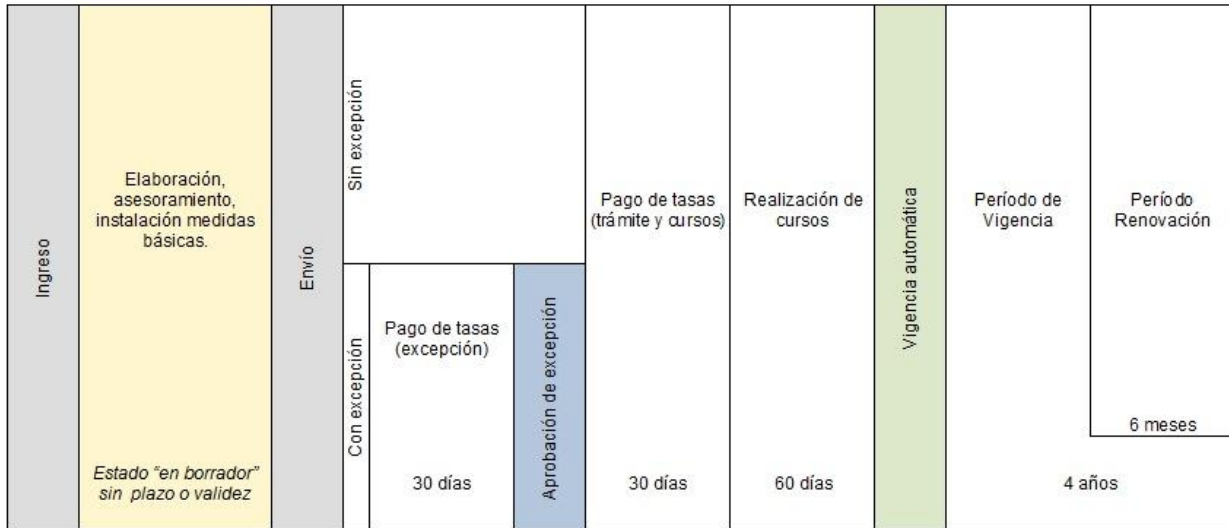 Ingreso
Elaboración,
asesoramiento,
instalación medidas
básicas.
Estado "en borrador"
sin plazo o validez
Envío
Sin excepción
Con excepción
Pago de tasas
(excepción)
30 días
Aprobación de excepción
Pago de tasas
(trámite y cursos)
30 días
Realización de
cursos
60 días
Vigencia automática
Período de
Vigencia
Período
Renovación
6 meses
4 años